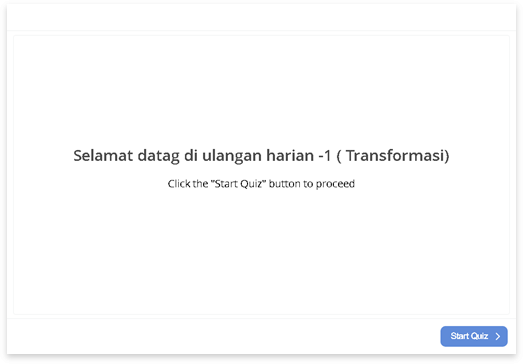 Selamat datag di ulangan harian -1 ( Transformasi)
Click the "Start Quiz" button to proceed
Start Quiz